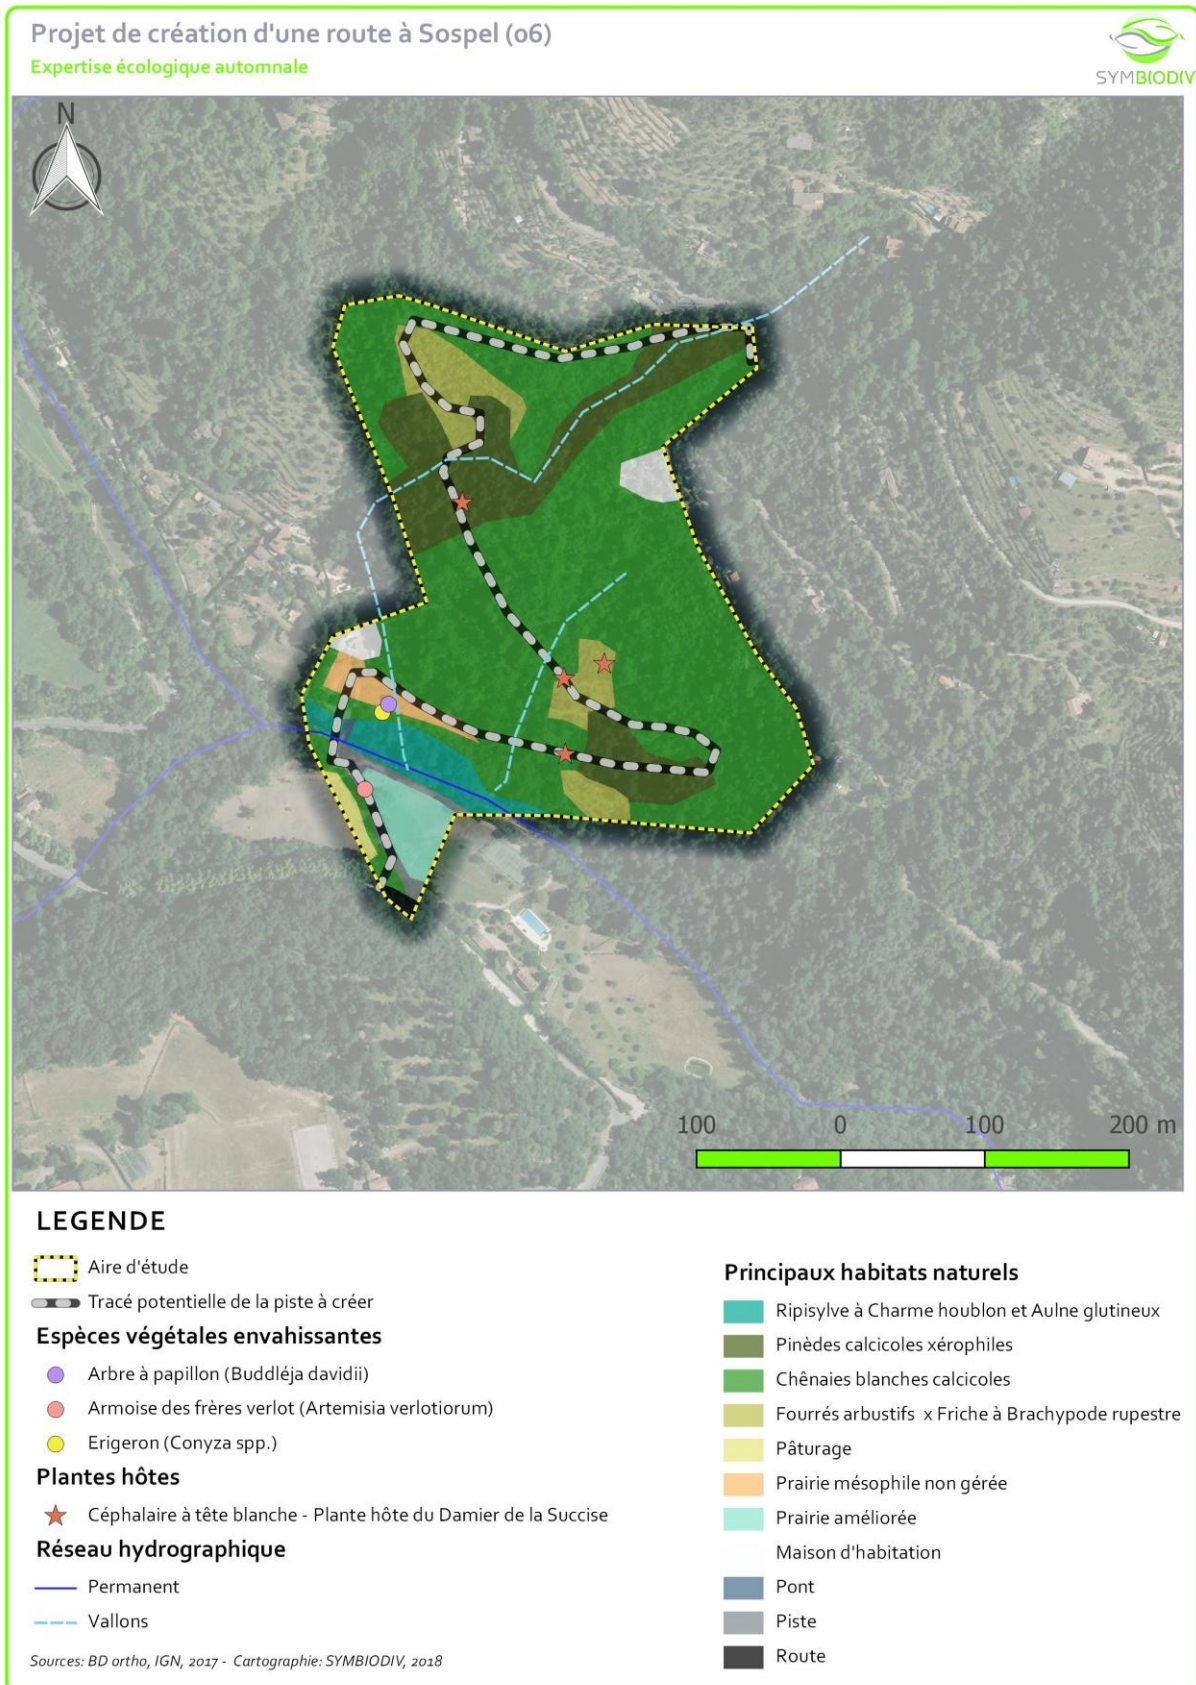 Projet de création d'une route à Sospel (06)
Expertise écologique automnale
SYMBIODIV
N
100 0 100 200 m
LEGENDE
Aire d'étude
Tracé potentielle de la piste à créer
Espèces végétales envahissantes
Arbre à papillon (Buddléja davidii)
Armoise des frères verlot (Artemisia verlotiorum)
Erigeron (Conyza spp.)
Plantes hôtes
Céphalaire à tête blanche - Plante hôte du Damier de la Succise
Réseau hydrographique
Permanent
Vallons
Sources: BD ortho, IGN, 2017 - Cartographie: SYMBIODIV, 2018
Principaux habitats naturels
Ripisylve à Charme houblon et Aulne glutineux
Pinèdes calcicoles xérophiles
Chênaies blanches calcicoles
Fourrés arbustifs x Friche à Brachypode rupestre
Pâturage
Prairie mésophile non gérée
Prairie améliorée
Maison d'habitation
Pont
Piste
Route